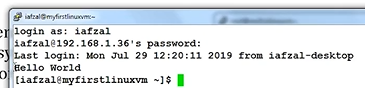 iafzal@myfirstlinuxvm:~
login as: iafzal
iafzal@192.168.1.36's password:
Last login: Mon Jul 29 12:20:11 2019 from iafzal-desktop
Hello World
[iafzal@myfirstlinuxvm ~]$